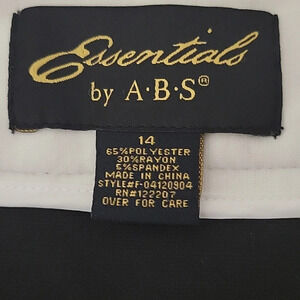 Essentials
by A·B·S®
14
65%POLYESTER
30%RAYON
5%SPANDEX
MADE IN CHINA
STYLE#F-04120904
RN#122207
OVER FOR CARE